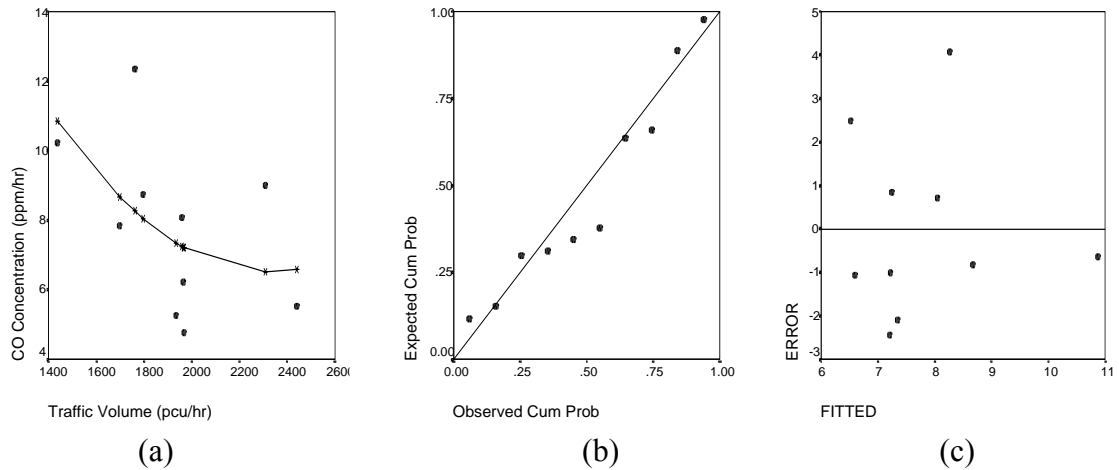 14
12
10
8
6
4
CO Concentration (ppm/hr)
1400 1600 1800 2000 2200 2400 260
Traffic Volume (pcu/hr)
(a)
1.00
.75
.50
.25
0.00
Expected Cum Prob
0.00 .25 .50 .75 1.00
Observed Cum Prob
(b)
5
4
3
2
1
0
-1
-2
-3
ERROR
6 7 8 9 10 11
FITTED
(c)